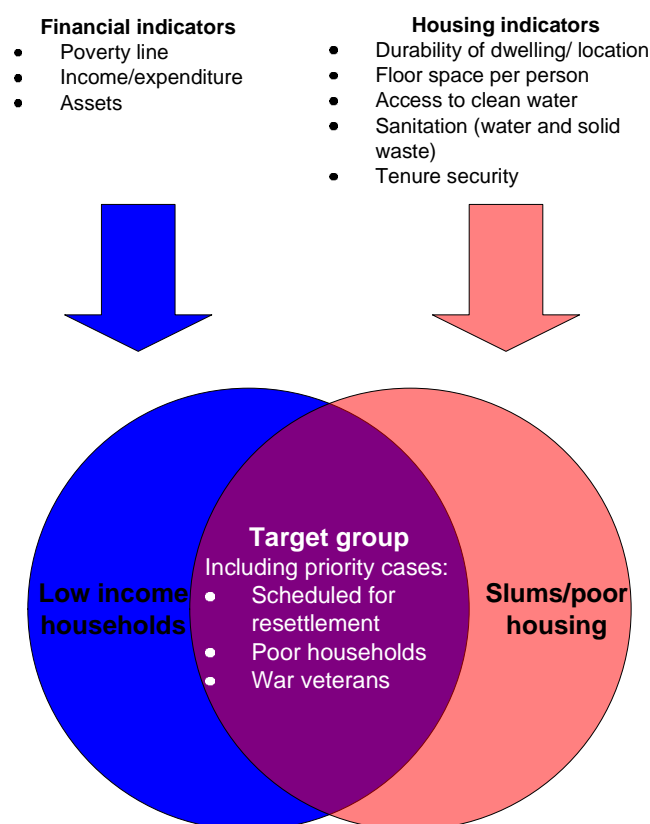 Financial indicators
• Poverty line
• Income/expenditure
• Assets
Housing indicators
• Durability of dwelling/ location
• Floor space per person
• Access to clean water
• Sanitation (water and solid
waste)
• Tenure security
Low income
households
Target group
Including priority cases:
• Scheduled for
resettlement
• Poor households
• War veterans
Slums/poor
housing